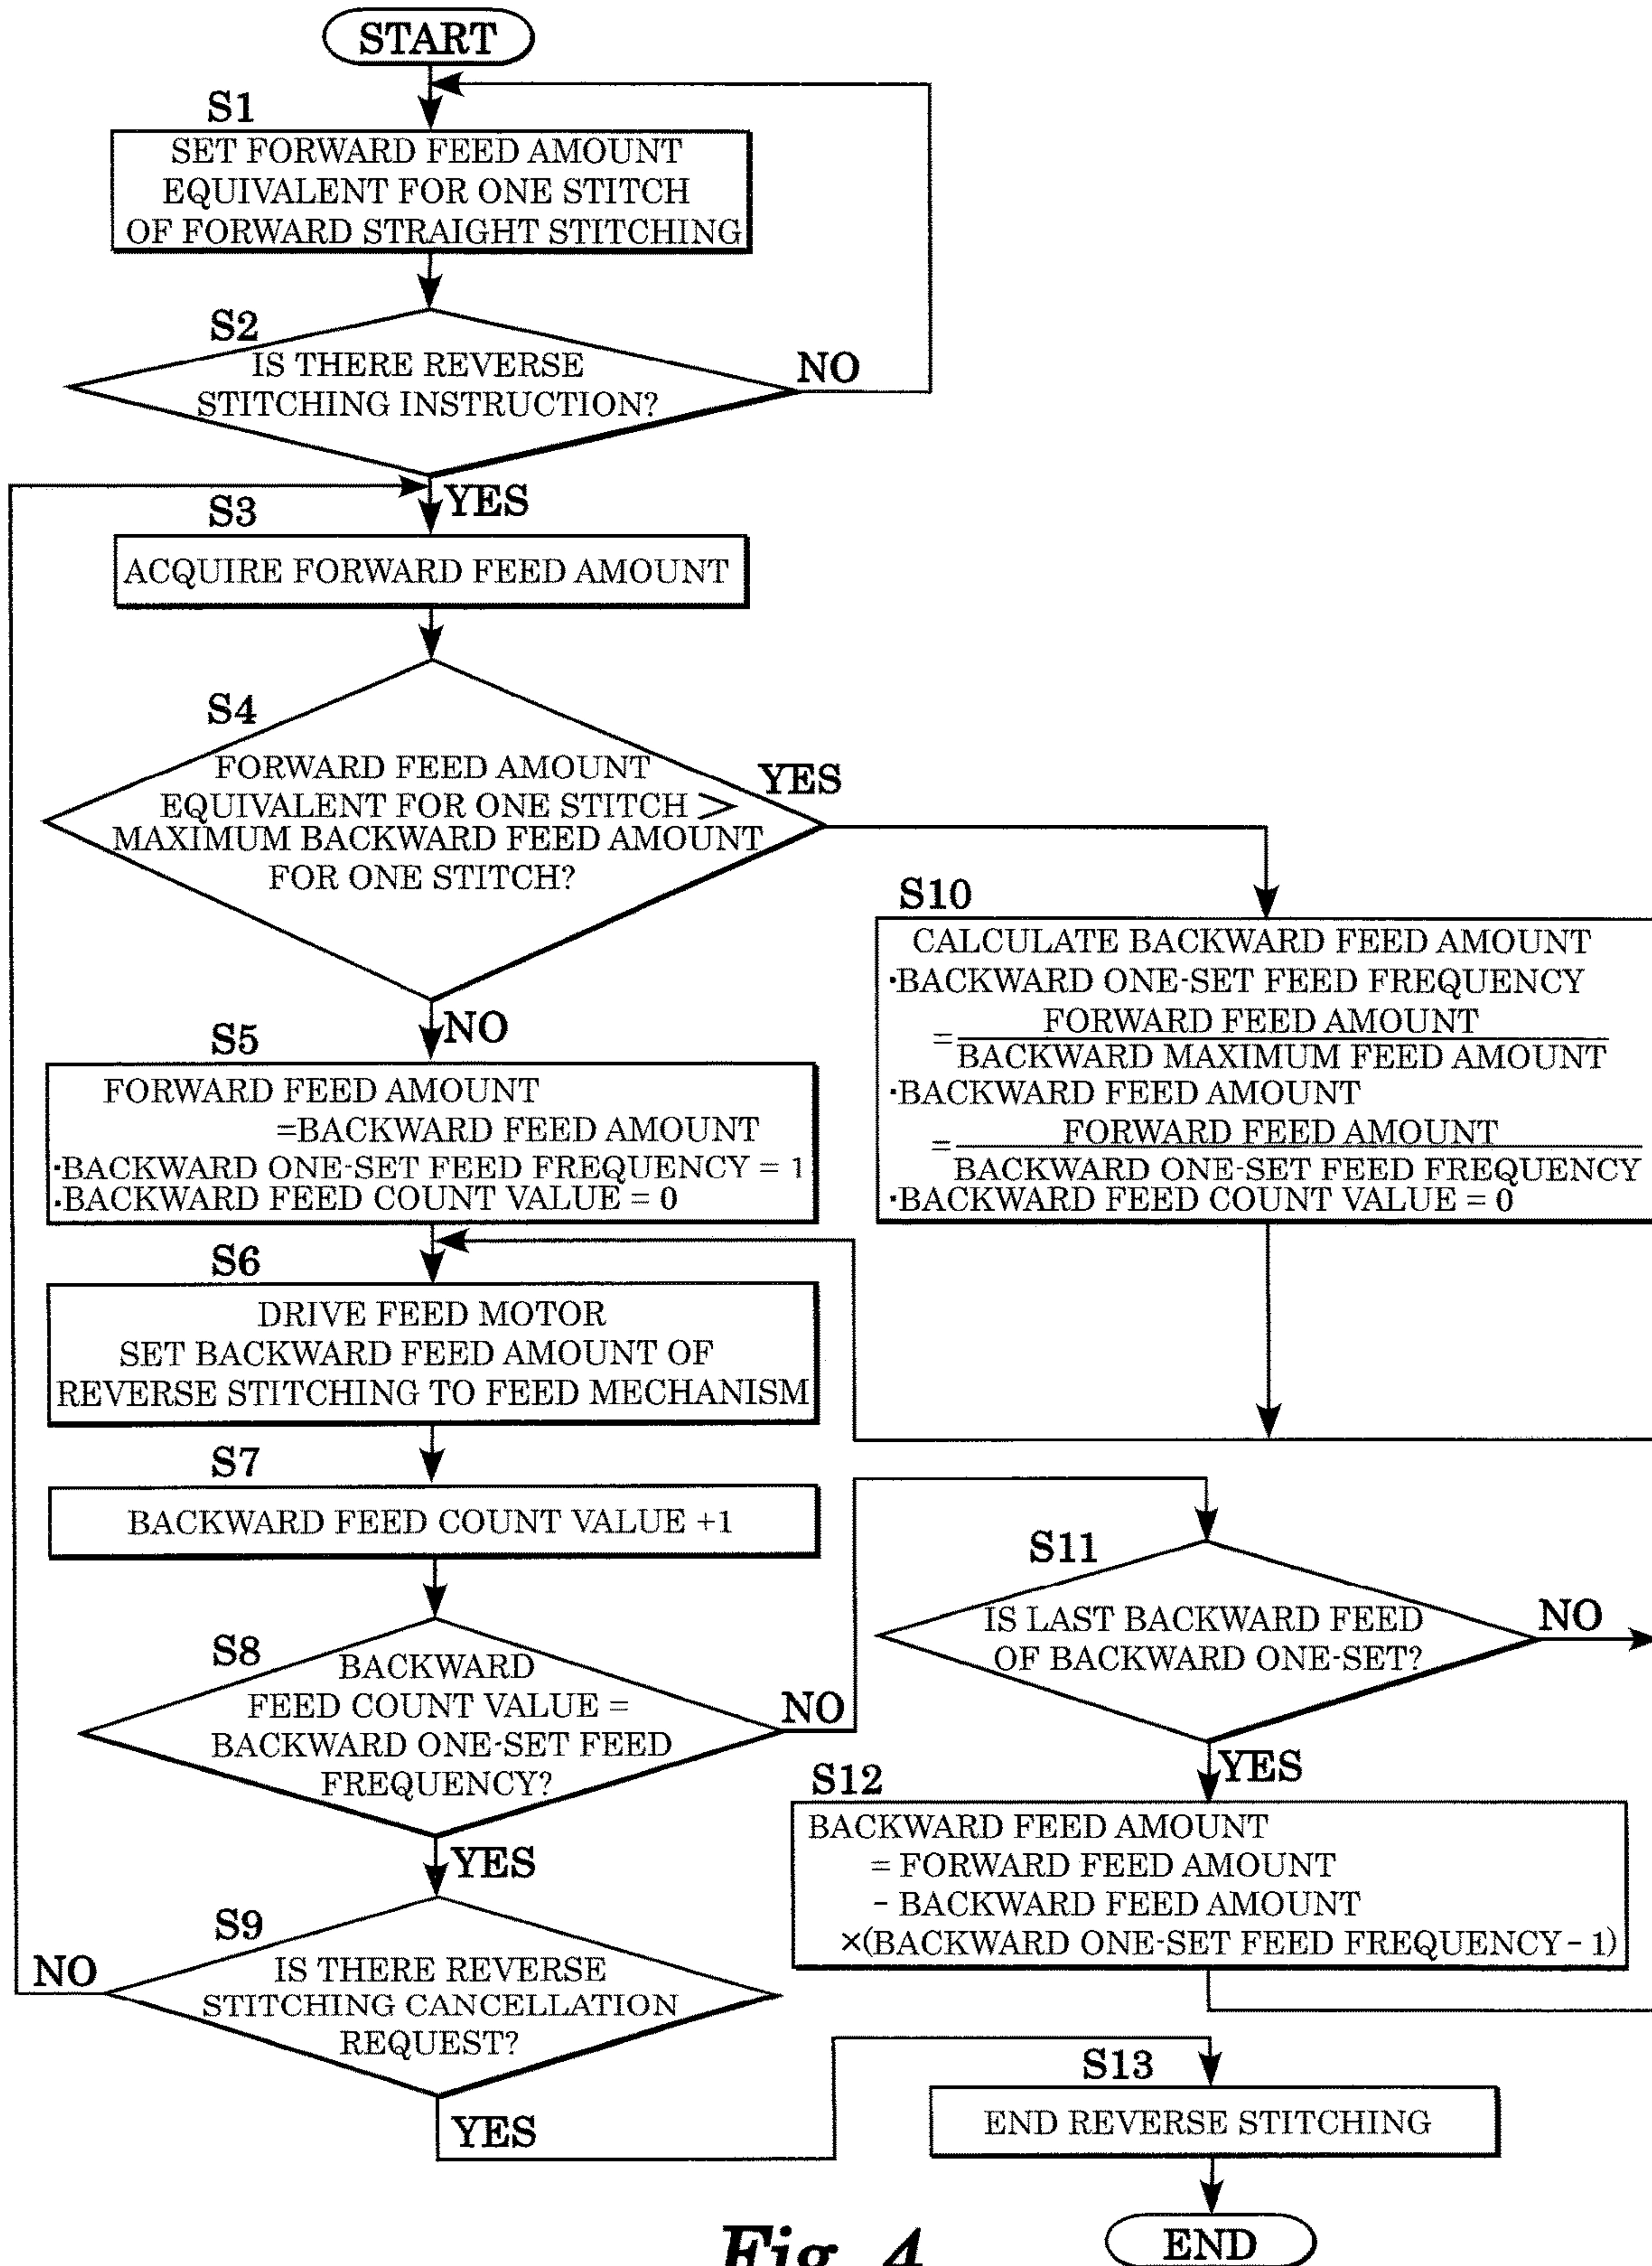 START
S1
SET FORWARD FEED AMOUNT
EQUIVALENT FOR ONE STITCH
OF FORWARD STRAIGHT STITCHING
S2
IS THERE REVERSE
STITCHING INSTRUCTION?
NO
YES
S3
ACQUIRE FORWARD FEED AMOUNT
S4
FORWARD FEED AMOUNT
EQUIVALENT FOR ONE STITCH >
MAXIMUM BACKWARD FEED AMOUNT
FOR ONE STITCH?
YES
NO
S5
FORWARD FEED AMOUNT
=BACKWARD FEED AMOUNT
·BACKWARD ONE-SET FEED FREQUENCY = 1
·BACKWARD FEED COUNT VALUE = 0
S10
CALCULATE BACKWARD FEED AMOUNT
·BACKWARD ONE-SET FEED FREQUENCY
= FORWARD FEED AMOUNT
BACKWARD MAXIMUM FEED AMOUNT
·BACKWARD FEED AMOUNT
= FORWARD FEED AMOUNT
BACKWARD ONE-SET FEED FREQUENCY
·BACKWARD FEED COUNT VALUE = 0
S6
DRIVE FEED MOTOR
SET BACKWARD FEED AMOUNT OF
REVERSE STITCHING TO FEED MECHANISM
S7
BACKWARD FEED COUNT VALUE +1
S8
BACKWARD
FEED COUNT VALUE =
BACKWARD ONE-SET FEED
FREQUENCY?
NO
YES
S11
IS LAST BACKWARD FEED
OF BACKWARD ONE-SET?
NO
YES
S12
BACKWARD FEED AMOUNT
= FORWARD FEED AMOUNT
- BACKWARD FEED AMOUNT
×(BACKWARD ONE-SET FEED FREQUENCY - 1)
S9
IS THERE REVERSE
STITCHING CANCELLATION
REQUEST?
NO
YES
S13
END REVERSE STITCHING
END
Fig. 4